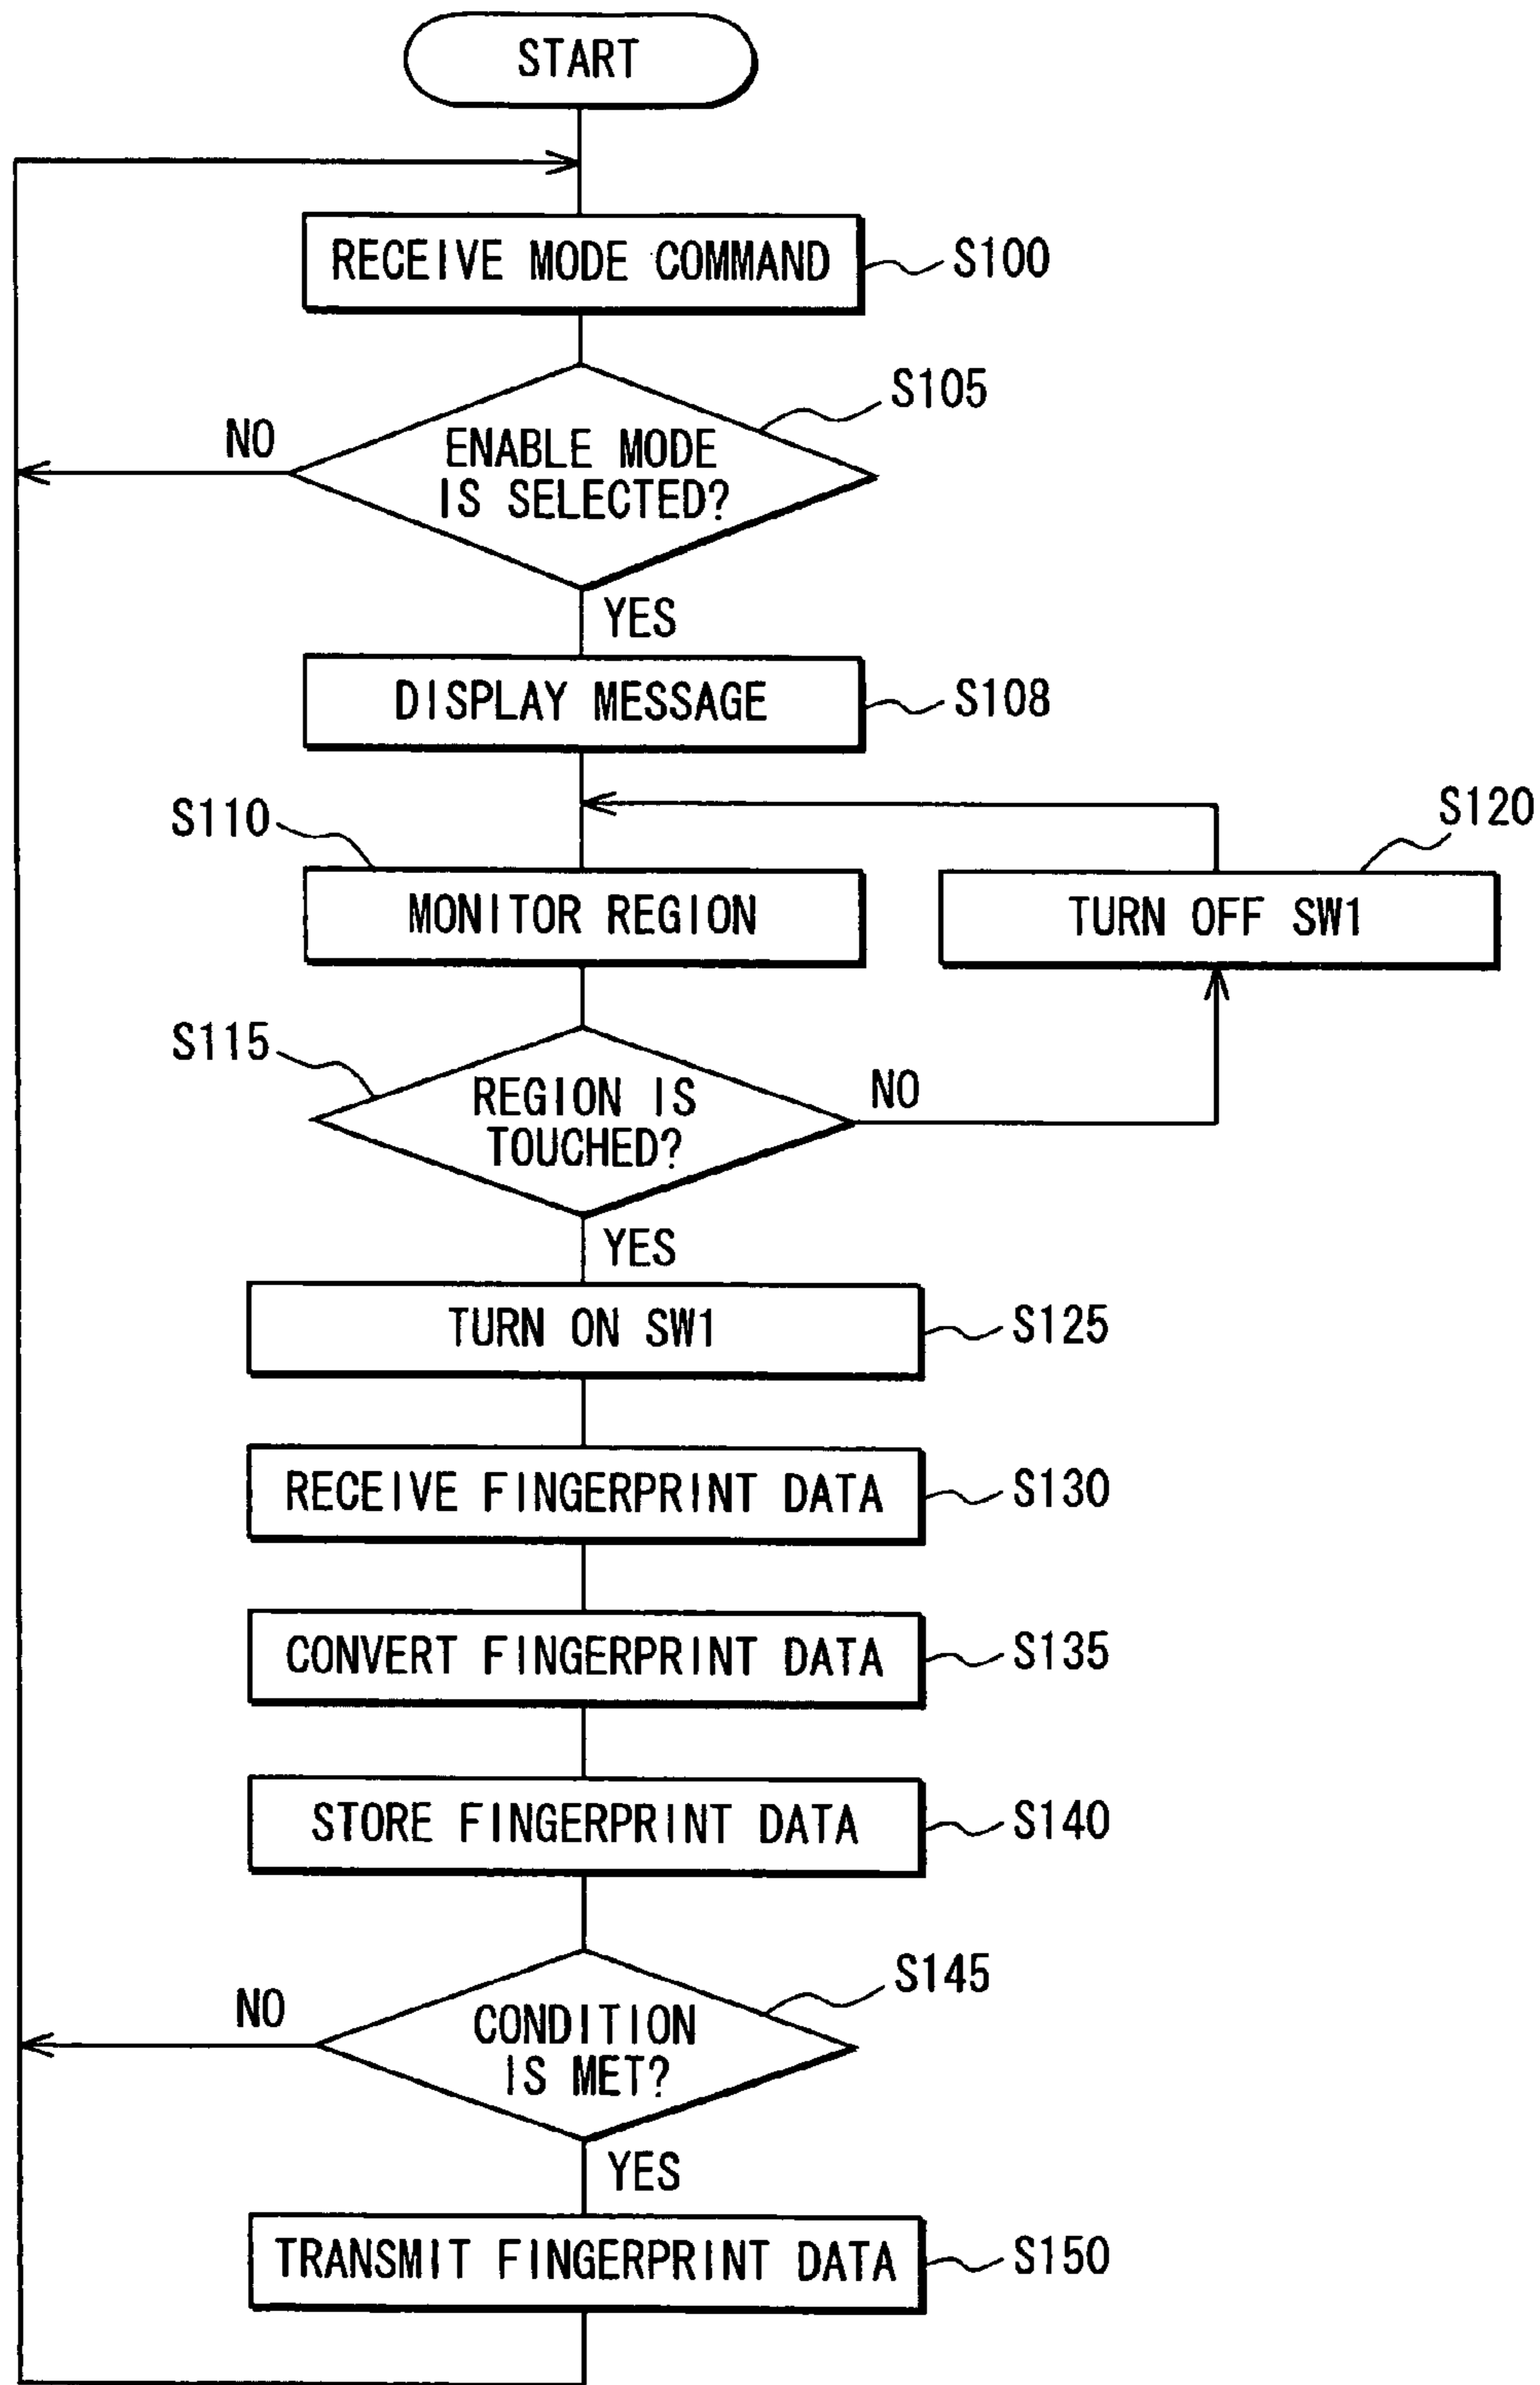 START
RECEIVE MODE COMMAND
S100
S105
NO
ENABLE MODE
IS SELECTED?
YES
DISPLAY MESSAGE
S108
S110
S120
MONITOR REGION
TURN OFF SW1
S115
REGION IS
TOUCHED?
NO
YES
TURN ON SW1
S125
RECEIVE FINGERPRINT DATA
S130
CONVERT FINGERPRINT DATA
S135
STORE FINGERPRINT DATA
S140
S145
NO
CONDITION
IS MET?
YES
TRANSMIT FINGERPRINT DATA
S150